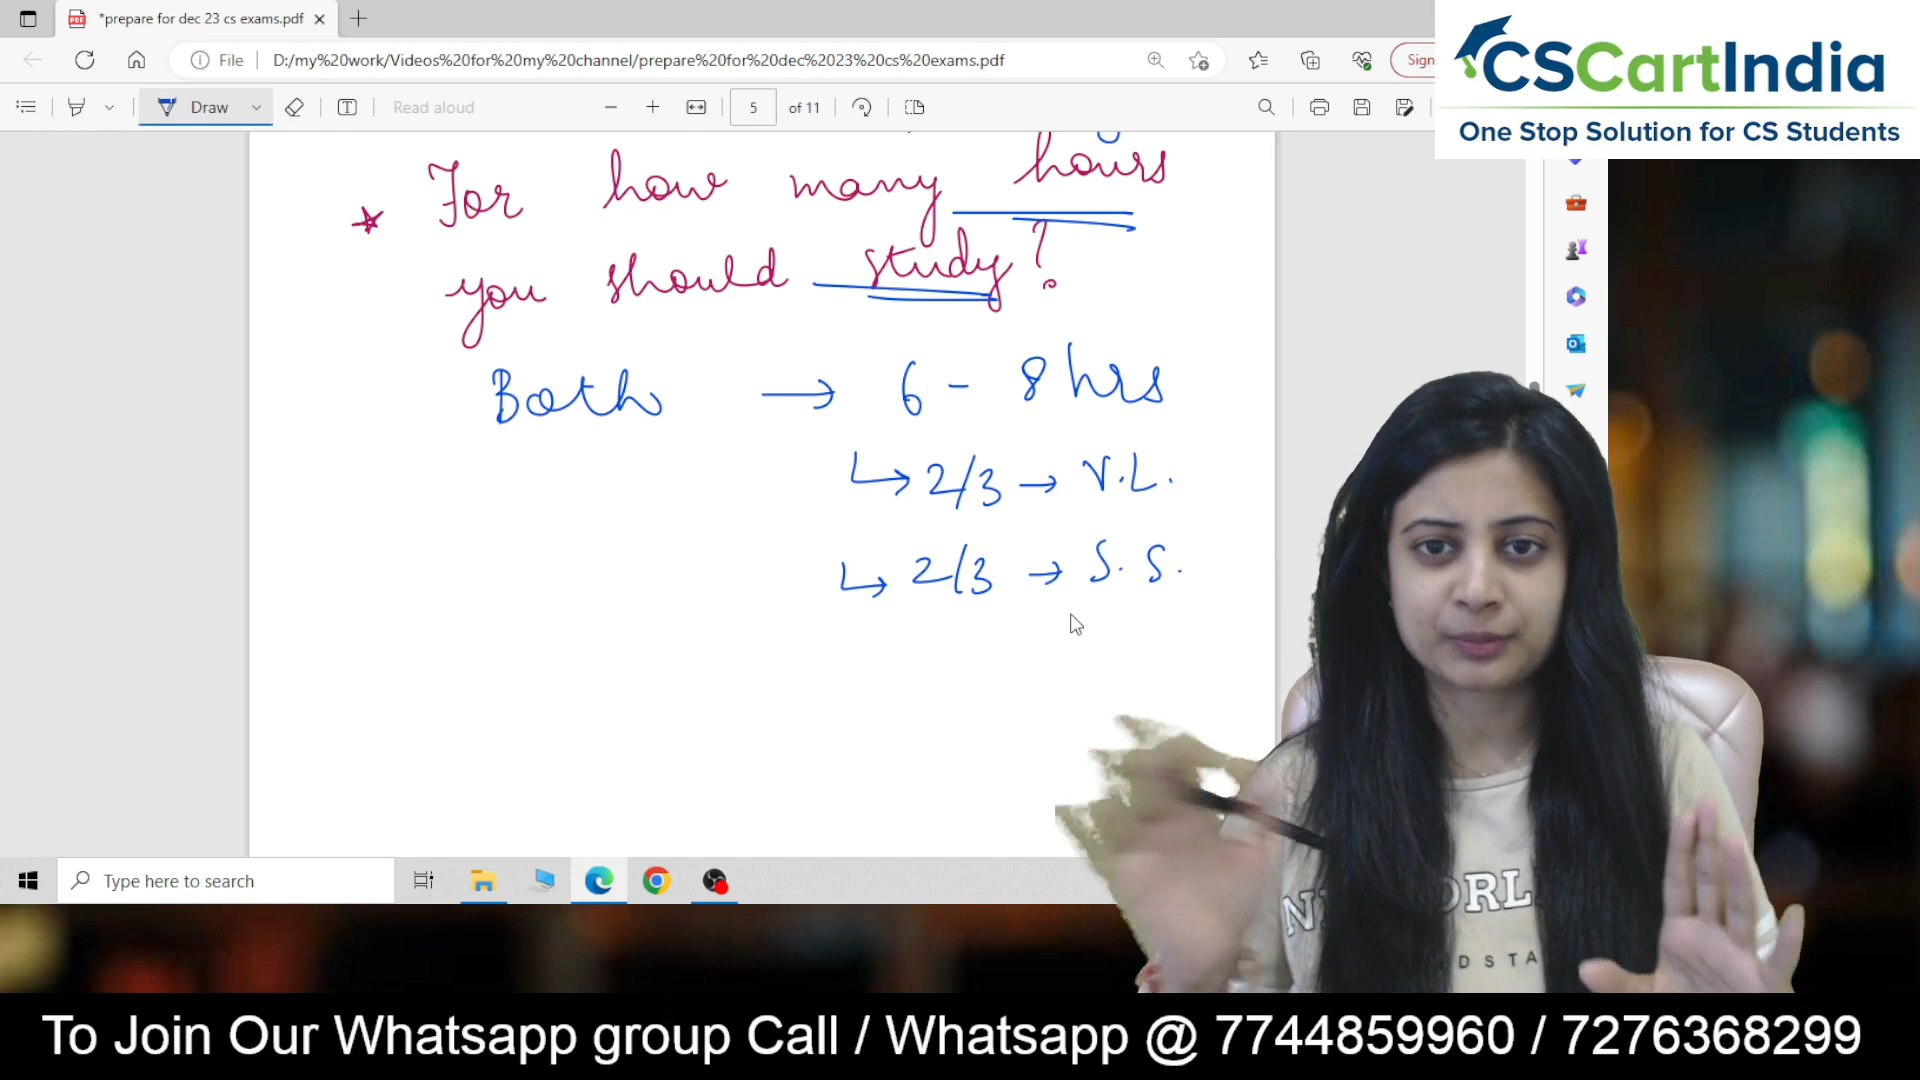 *prepare for dec 23 cs exams.pdf
File
D:/my%20work/Videos%20for%20my%20channel/prepare%20for%20dec%2023%20cs%20exams.pdf
Sign
Draw
Read aloud
5 of 11
CSCartIndia
One Stop Solution for CS Students
For how many hours
you should study?
Both → 6 - 8 hrs
↳ 2/3 → V.L.
↳ 2/3 → S.S.
Type here to search
To Join Our Whatsapp group Call / Whatsapp @ 7744859960 / 7276368299